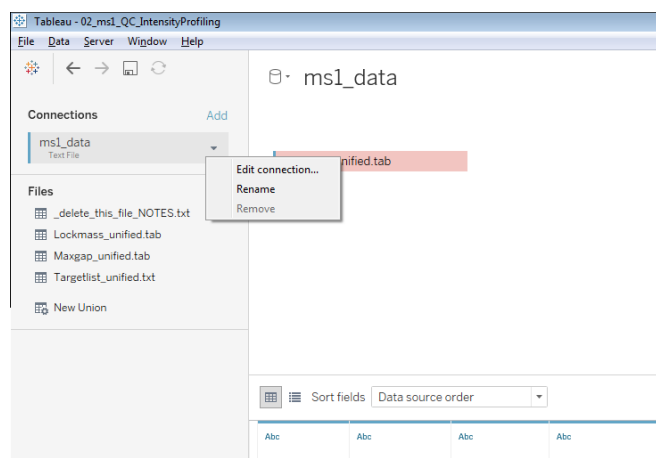 Tableau - 02_ms1_QC_IntensityProfiling
File Data Server Window Help
ms1_data
Connections Add
ms1_data
Text File
nified.tab
Edit connection...
Rename
Remove
Files
_delete_this_file_NOTES.txt
Lockmass_unified.tab
Maxgap_unified.tab
Targetlist_unified.txt
New Union
Sort fields Data source order
Abc Abc Abc Abc